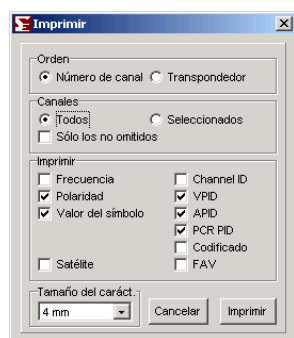 Imprimir
Orden
Número de canal Transpondedor
Canales
Todos Seleccionados
Sólo los no omitidos
Imprimir
Frecuencia Channel ID
Polaridad VPID
Valor del símbolo APID
PCR PID
Codificado
Satélite FAV
Tamaño del caráct.
4 mm Cancelar Imprimir